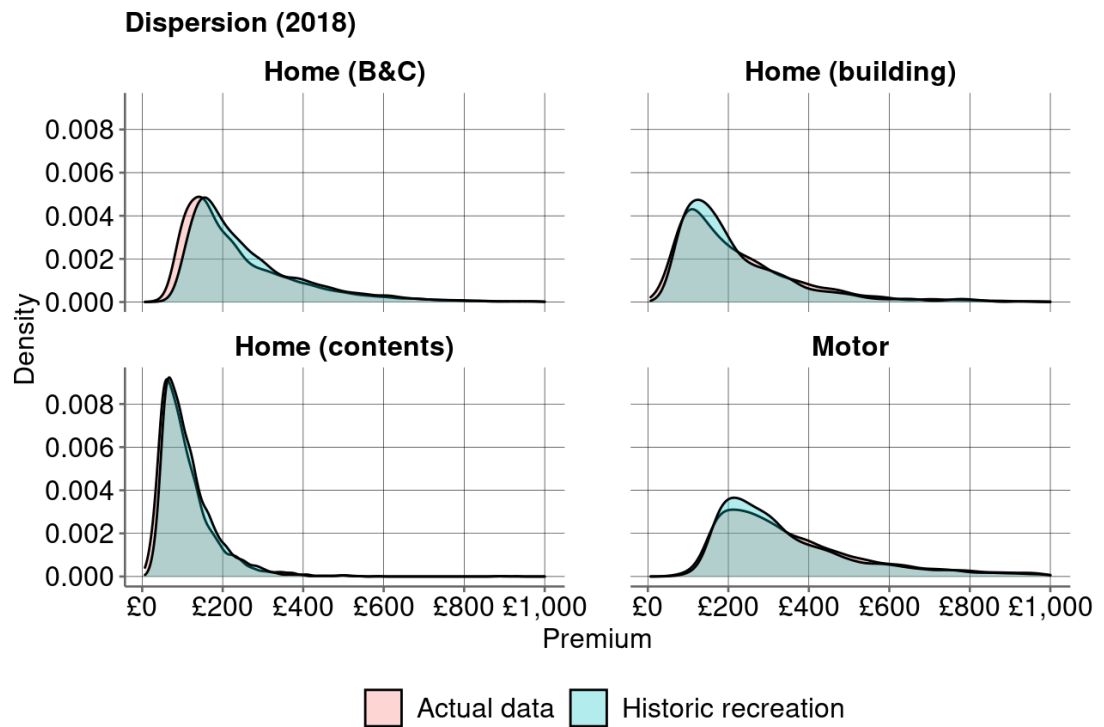 Dispersion (2018)
Home (B&C)
Home (building)
0.008
0.006
0.004
0.002
0.000
Home (contents)
Motor
Density
0.008
0.006
0.004
0.002
0.000
£0 £200 £400 £600 £800 £1,000
£0 £200 £400 £600 £800 £1,000
Premium
Actual data
Historic recreation